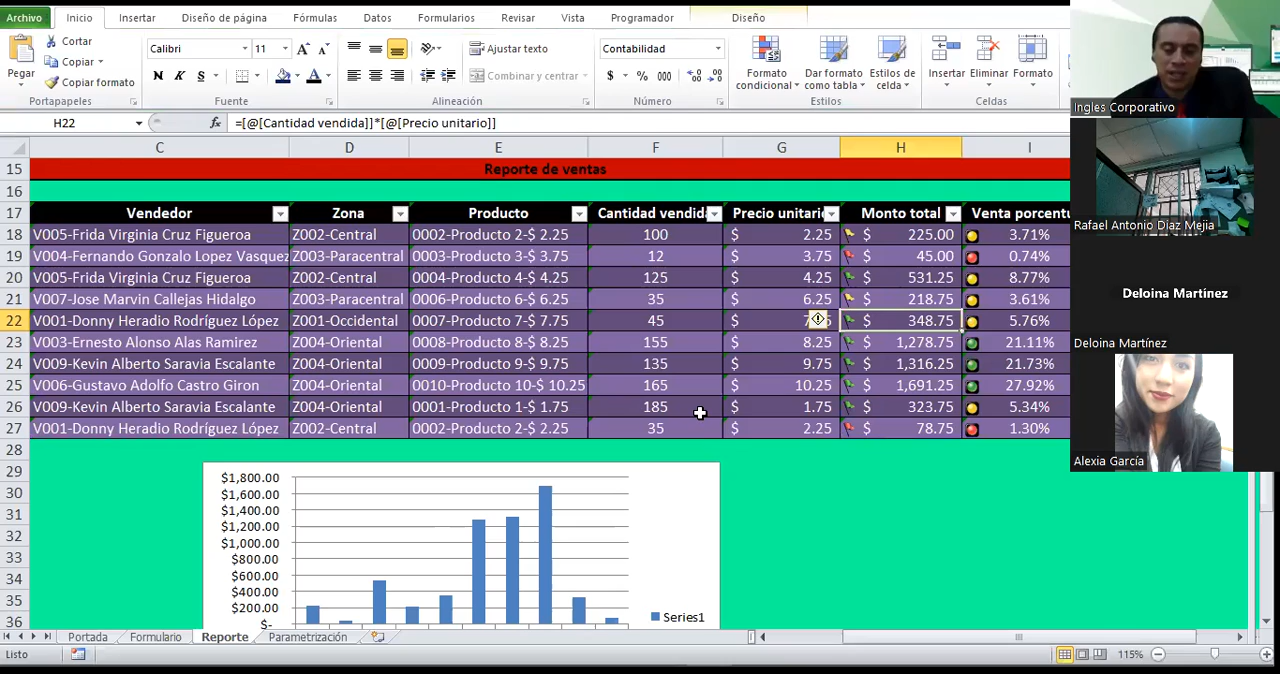 Archivo Inicio Insertar Diseño de página Fórmulas Datos Formularios Revisar Vista Programador Diseño
Pegar
Cortar
Copiar
Copiar formato
Portapapeles
Calibri 11
N K S
Fuente
Ajustar texto
Combinar y centrar
Alineación
Contabilidad
$ % 000
Número
Formato condicional
Dar formato como tabla
Estilos de celda
Estilos
Insertar Eliminar Formato
Celdas
H22 fx =[@[Cantidad vendida]]*[@[Precio unitario]]
C D E F G H I
15 Reporte de ventas
16
17 Vendedor Zona Producto Cantidad vendid Precio unitario Monto total Venta porcentu
18 V005-Frida Virginia Cruz Figueroa Z002-Central 0002-Producto 2-$ 2.25 100 $ 2.25 $ 225.00 3.71%
19 V004-Fernando Gonzalo Lopez Vasquez Z003-Paracentral 0003-Producto 3-$ 3.75 12 $ 3.75 $ 45.00 0.74%
20 V005-Frida Virginia Cruz Figueroa Z002-Central 0004-Producto 4-$ 4.25 125 $ 4.25 $ 531.25 8.77%
21 V007-Jose Marvin Callejas Hidalgo Z003-Paracentral 0006-Producto 6-$ 6.25 35 $ 6.25 $ 218.75 3.61%
22 V001-Donny Heradio Rodríguez López Z001-Occidental 0007-Producto 7-$ 7.75 45 $ $ 348.75 5.76%
23 V003-Ernesto Alonso Alas Ramirez Z004-Oriental 0008-Producto 8-$ 8.25 155 $ 8.25 $ 1,278.75 21.11%
24 V009-Kevin Alberto Saravia Escalante Z004-Oriental 0009-Producto 9-$ 9.75 135 $ 9.75 $ 1,316.25 21.73%
25 V006-Gustavo Adolfo Castro Giron Z004-Oriental 0010-Producto 10-$ 10.25 165 $ 10.25 $ 1,691.25 27.92%
26 V009-Kevin Alberto Saravia Escalante Z004-Oriental 0001-Producto 1-$ 1.75 185 $ 1.75 $ 323.75 5.34%
27 V001-Donny Heradio Rodríguez López Z002-Central 0002-Producto 2-$ 2.25 35 $ 2.25 $ 78.75 1.30%
28
29
30
31
32
33
34
35
36
$1,800.00
$1,600.00
$1,400.00
$1,200.00
$1,000.00
$800.00
$600.00
$400.00
$200.00
$-
Series1
Portada Formulario Reporte Parametrización
Listo 115%
Ingles Corporativo
Rafael Antonio Diaz Mejia
Deloina Martínez
Deloina Martínez
Alexia García